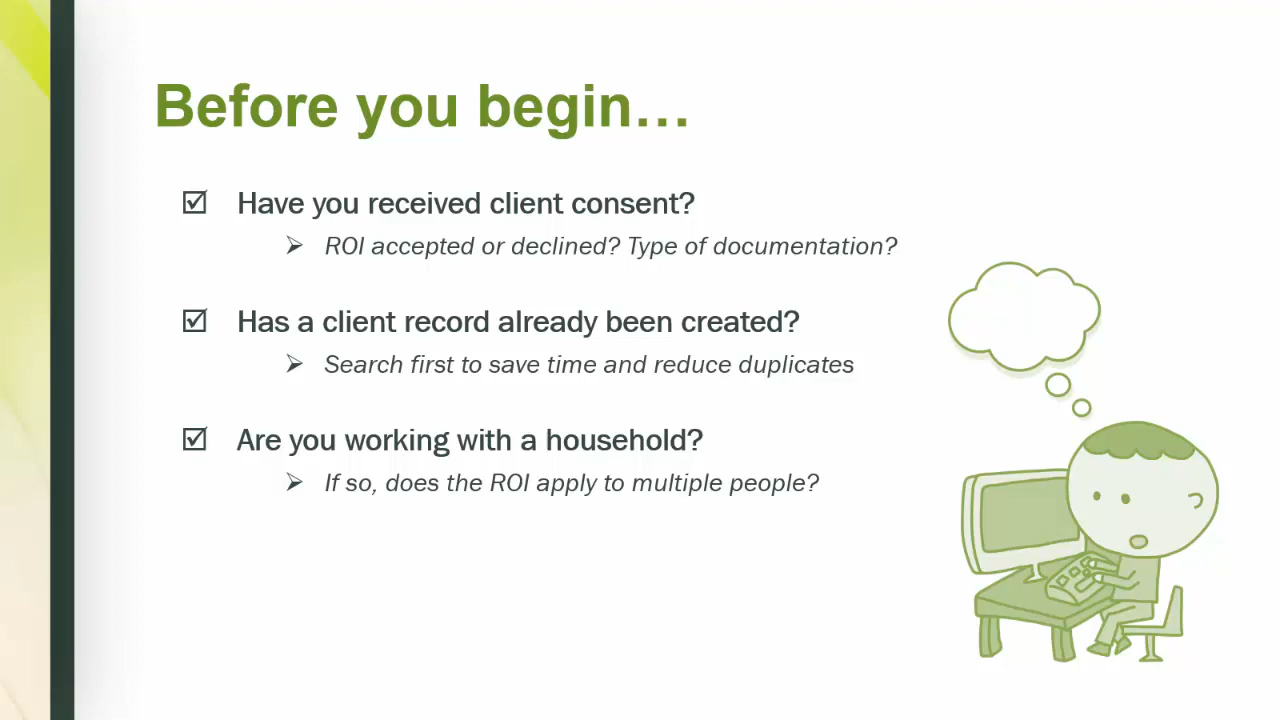 Before you begin…
Have you received client consent?
ROI accepted or declined? Type of documentation?
Has a client record already been created?
Search first to save time and reduce duplicates
Are you working with a household?
If so, does the ROI apply to multiple people?